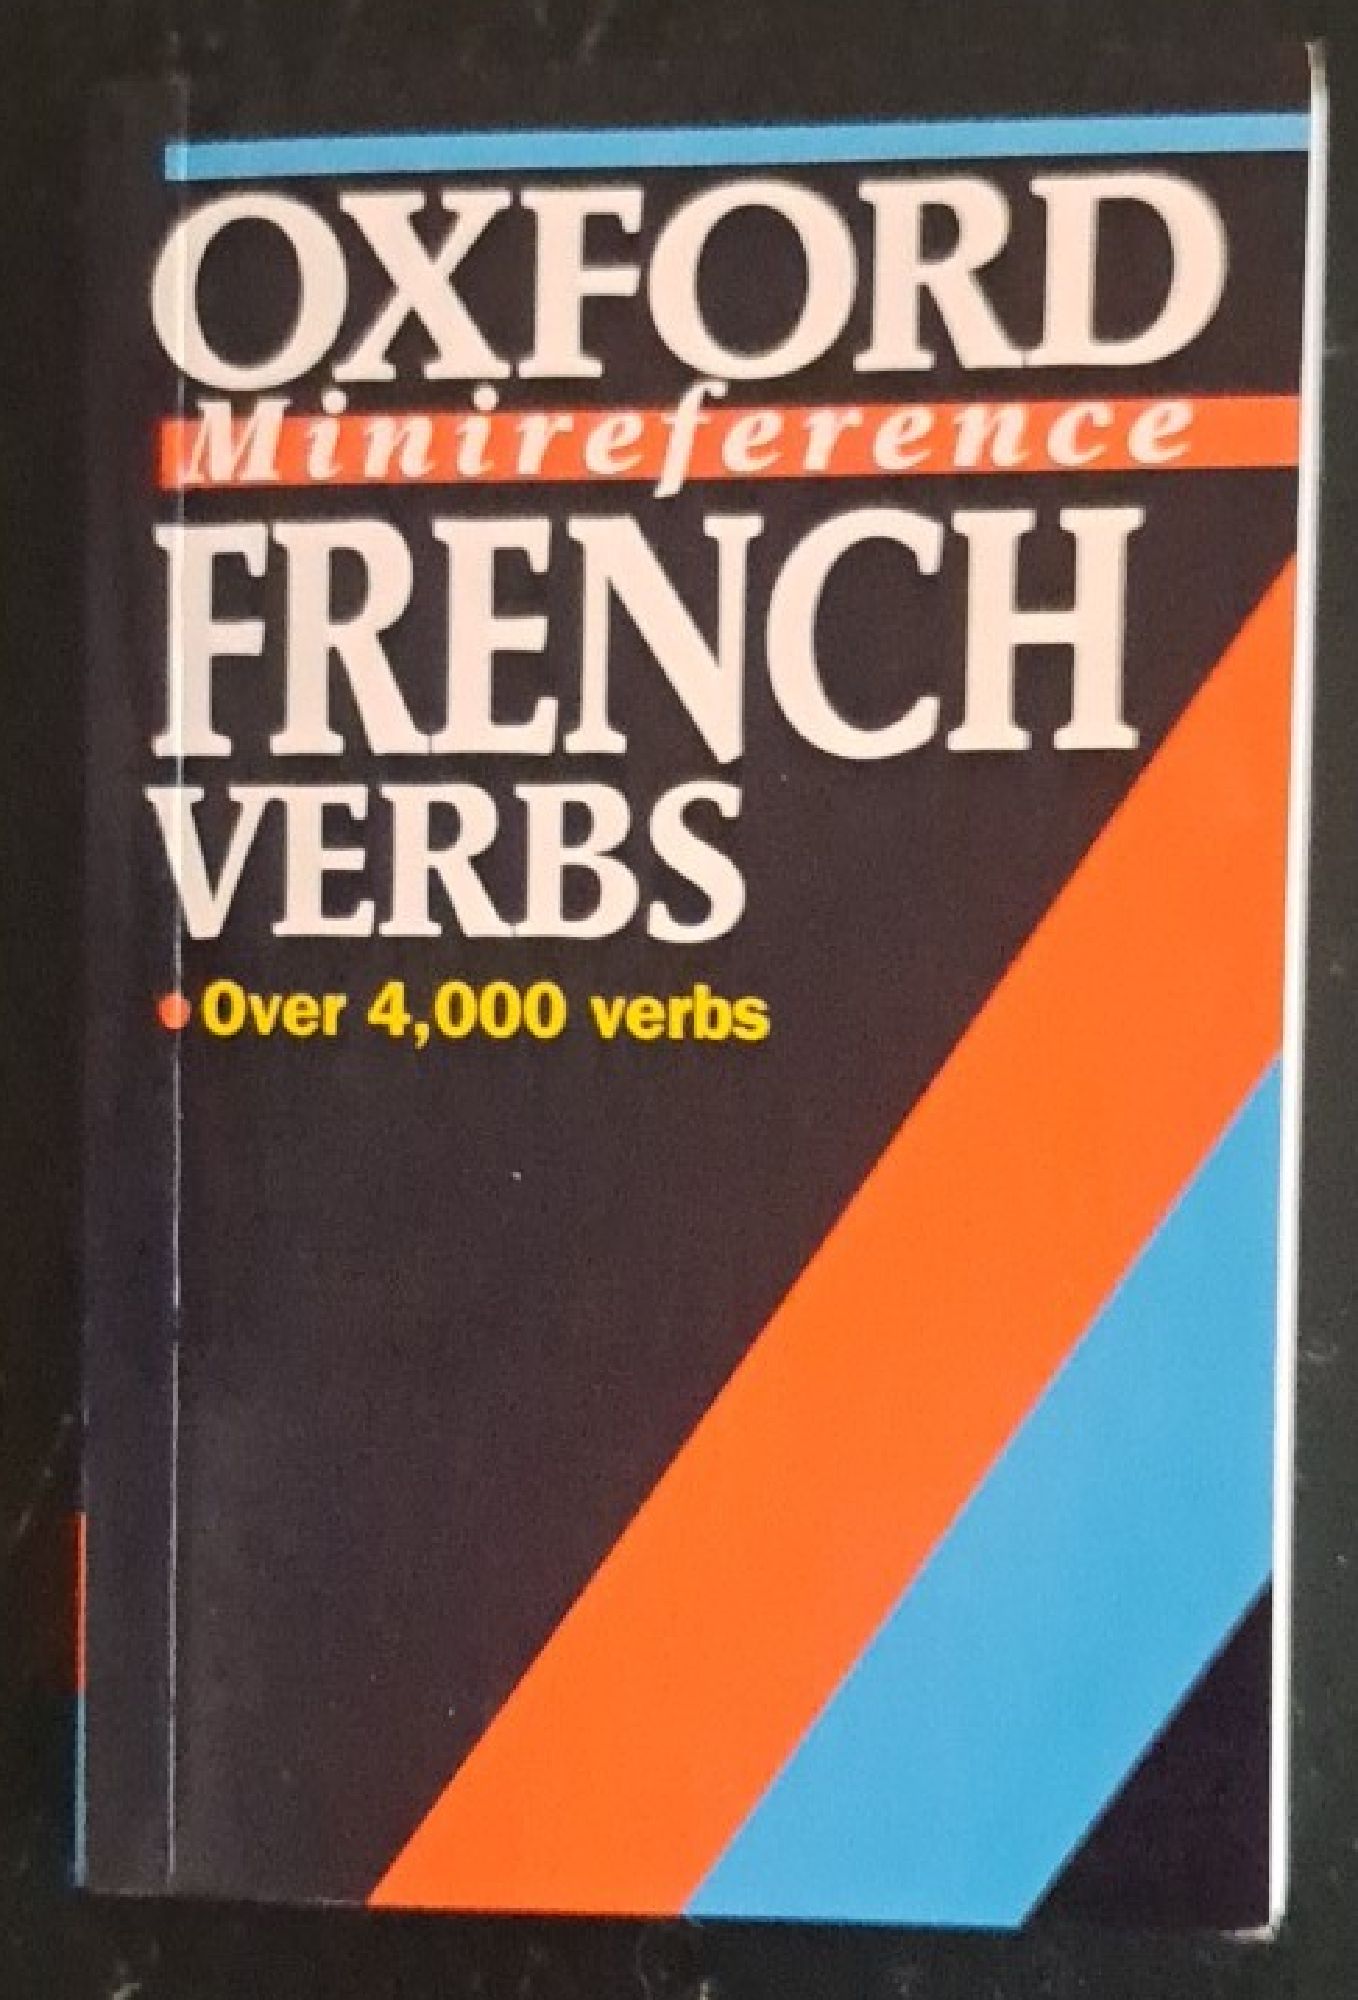 OXFORD
Minireference
FRENCH
VERBS
• Over 4,000 verbs